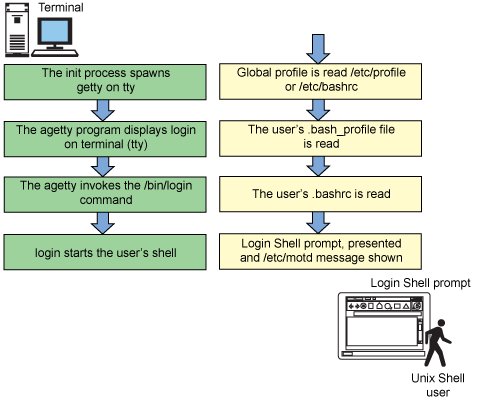 Terminal
The init process spawns
getty on tty
The agetty program displays login
on terminal (tty)
The agetty invokes the /bin/login
command
login starts the user's shell
Global profile is read /etc/profile
or /etc/bashrc
The user's .bash_profile file
is read
The user's .bashrc is read
Login Shell prompt, presented
and /etc/motd message shown
Login Shell prompt
Unix Shell
user